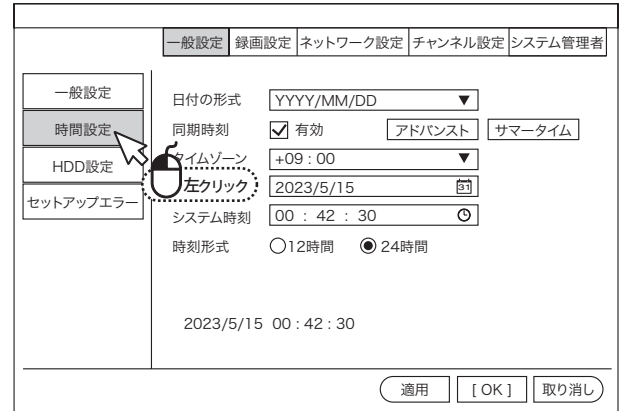 一般設定 録画設定 ネットワーク設定 チャンネル設定 システム管理者
一般設定
時間設定
HDD設定
セットアップエラー
日付の形式 YYYY/MM/DD ▼
同期時刻 有効 アドバンスト サマータイム
タイムゾーン +09 : 00 ▼
左クリック 2023/5/15 31
システム時刻 00 : 42 : 30
時刻形式 12時間 24時間
2023/5/15 00 : 42 : 30
適用 [ OK ] 取り消し